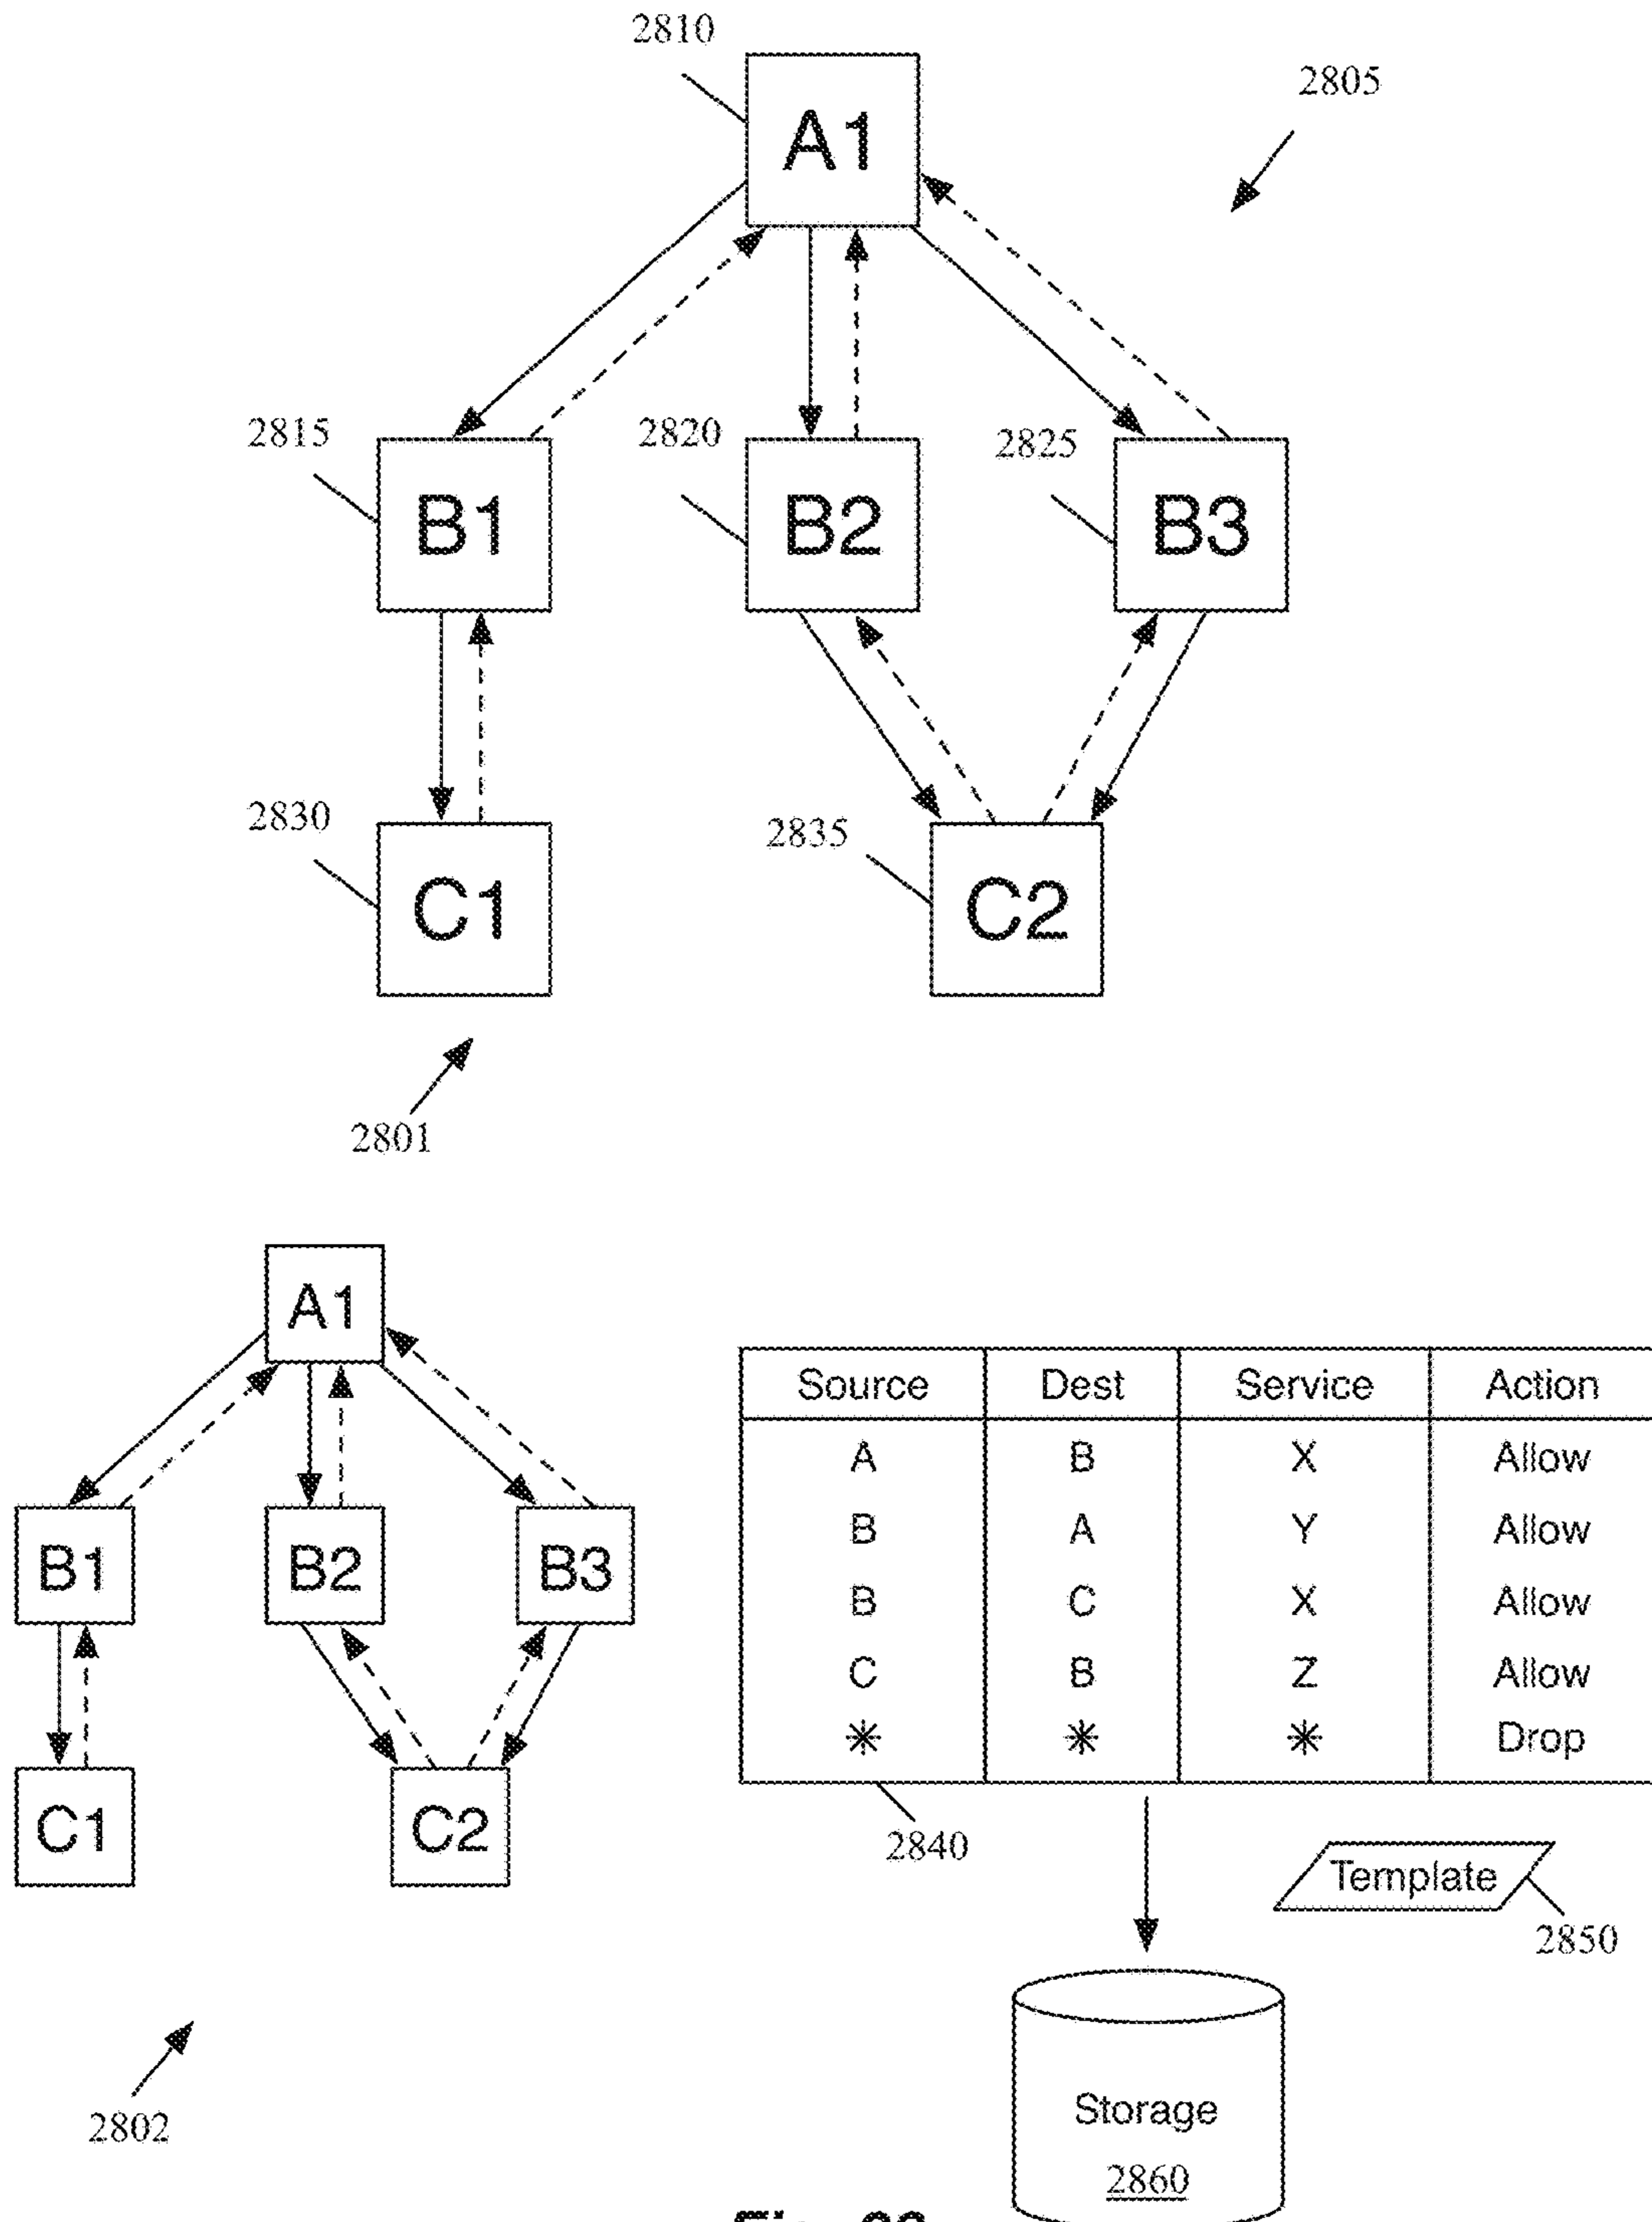 2810
2805
A1
2815
2820
2825
B1
B2
B3
2830
2835
C1
C2
2801
A1
B1
B2
B3
C1
C2
Source Dest Service Action
A B X Allow
B A Y Allow
B C X Allow
C B Z Allow
* * * Drop
2840
Template
2850
2802
Storage
2860